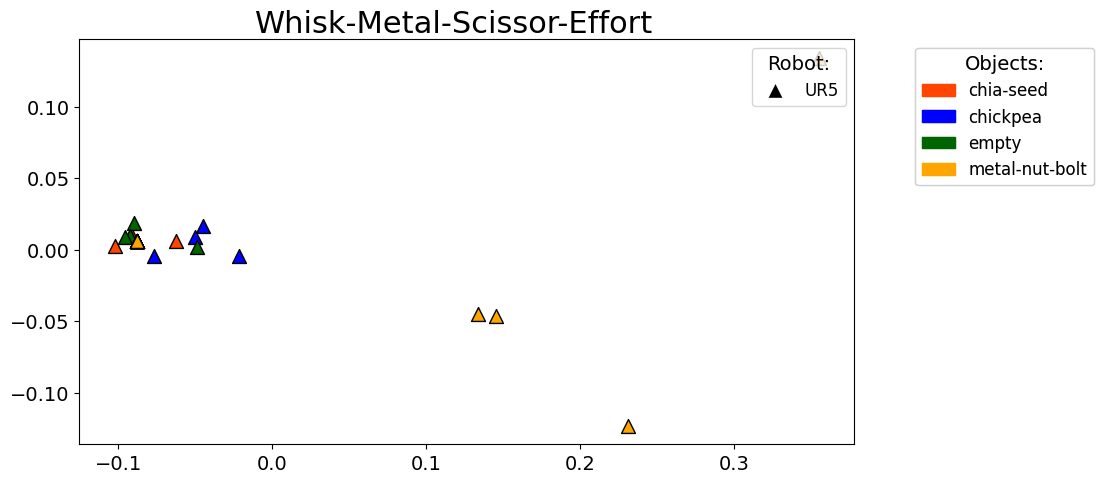 Whisk-Metal-Scissor-Effort
Robot:
UR5
Objects:
chia-seed
chickpea
empty
metal-nut-bolt
0.10
0.05
0.00
−0.05
−0.10
−0.1 0.0 0.1 0.2 0.3